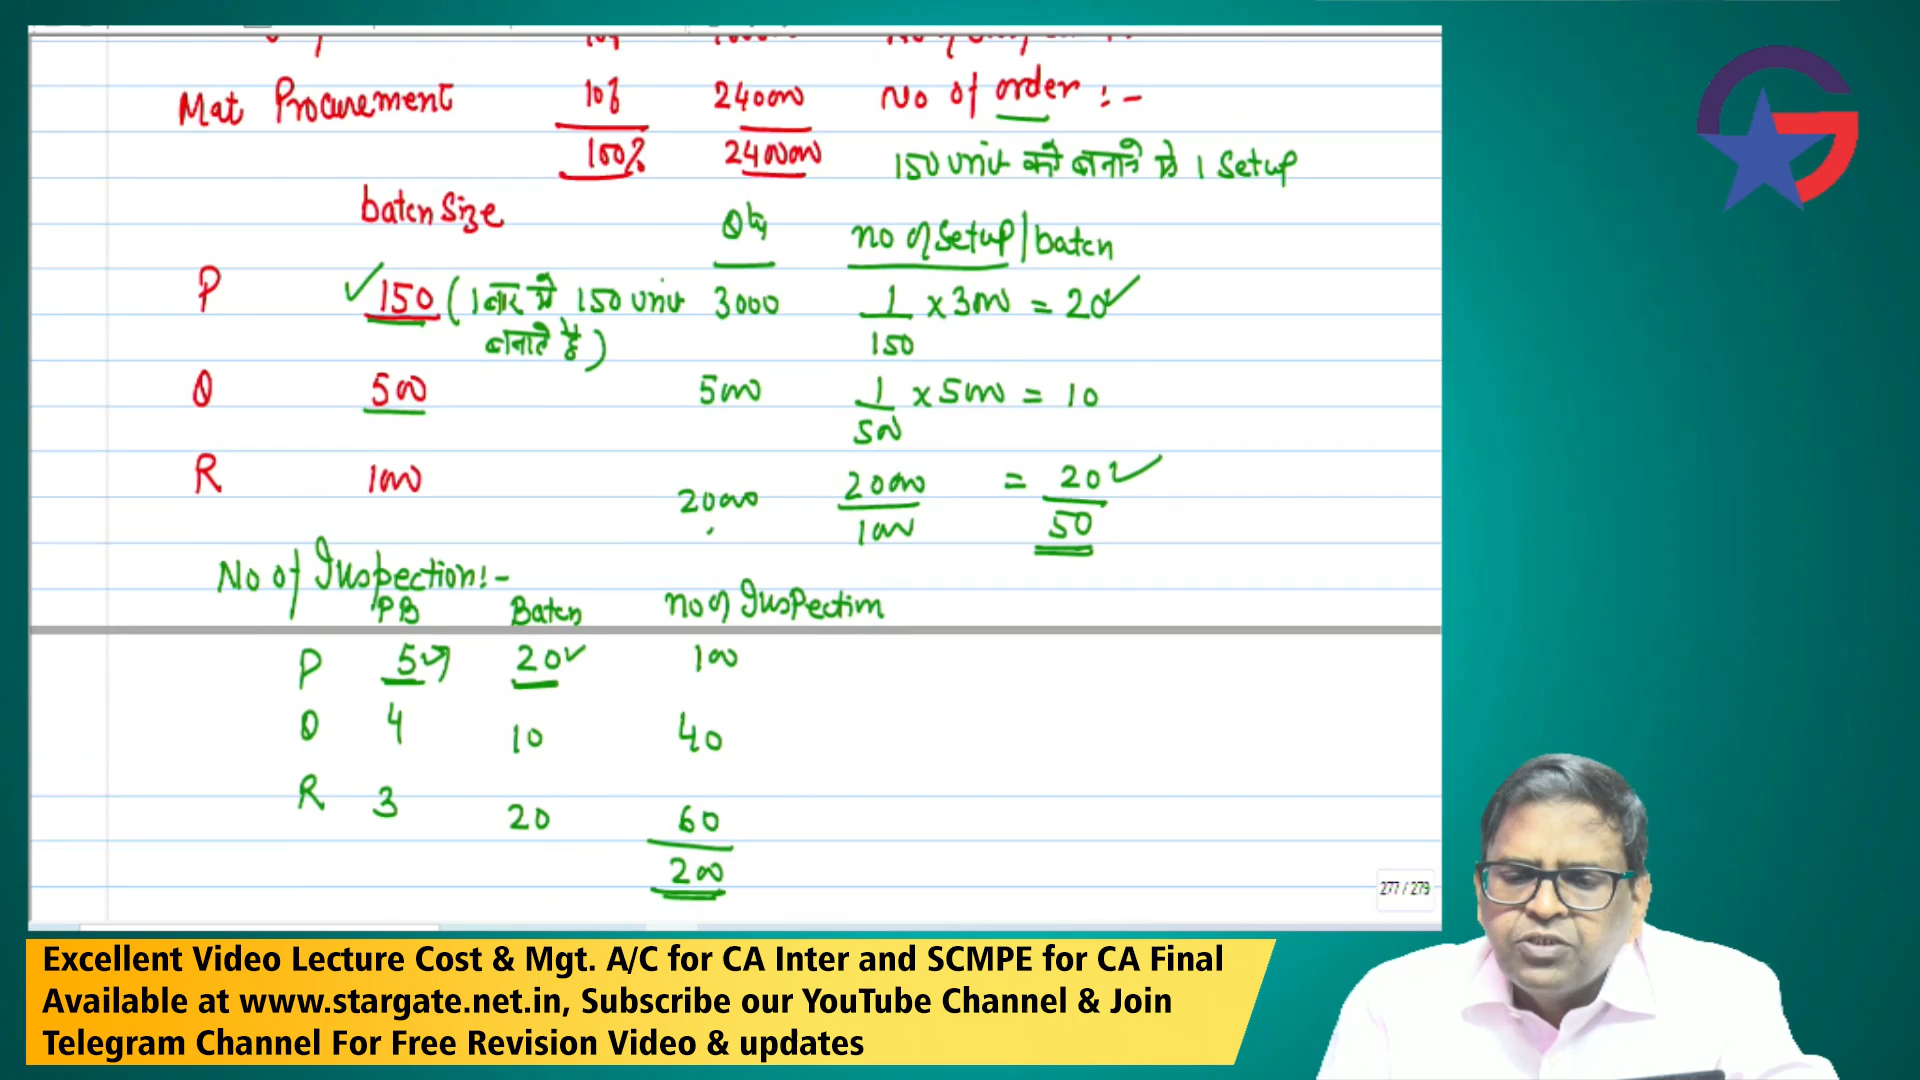 Mat Procurement 10% 24000 No of order :-
100% 240000 150 unit को बनाने में 1 Setup
batch Size Qty no of Setup/batch
P 150 (1 बार में 150 unit बनाते हैं) 3000 1/150 x 3000 = 20
Q 500 5000 1/500 x 5000 = 10
R 1000 20000 20000/1000 = 20
50
No of Inspection:-
PB Batch no of Inspection
P 5 20 100
Q 4 10 40
R 3 20 60
200
277 / 279
Excellent Video Lecture Cost & Mgt. A/C for CA Inter and SCMPE for CA Final
Available at www.stargate.net.in, Subscribe our YouTube Channel & Join
Telegram Channel For Free Revision Video & updates